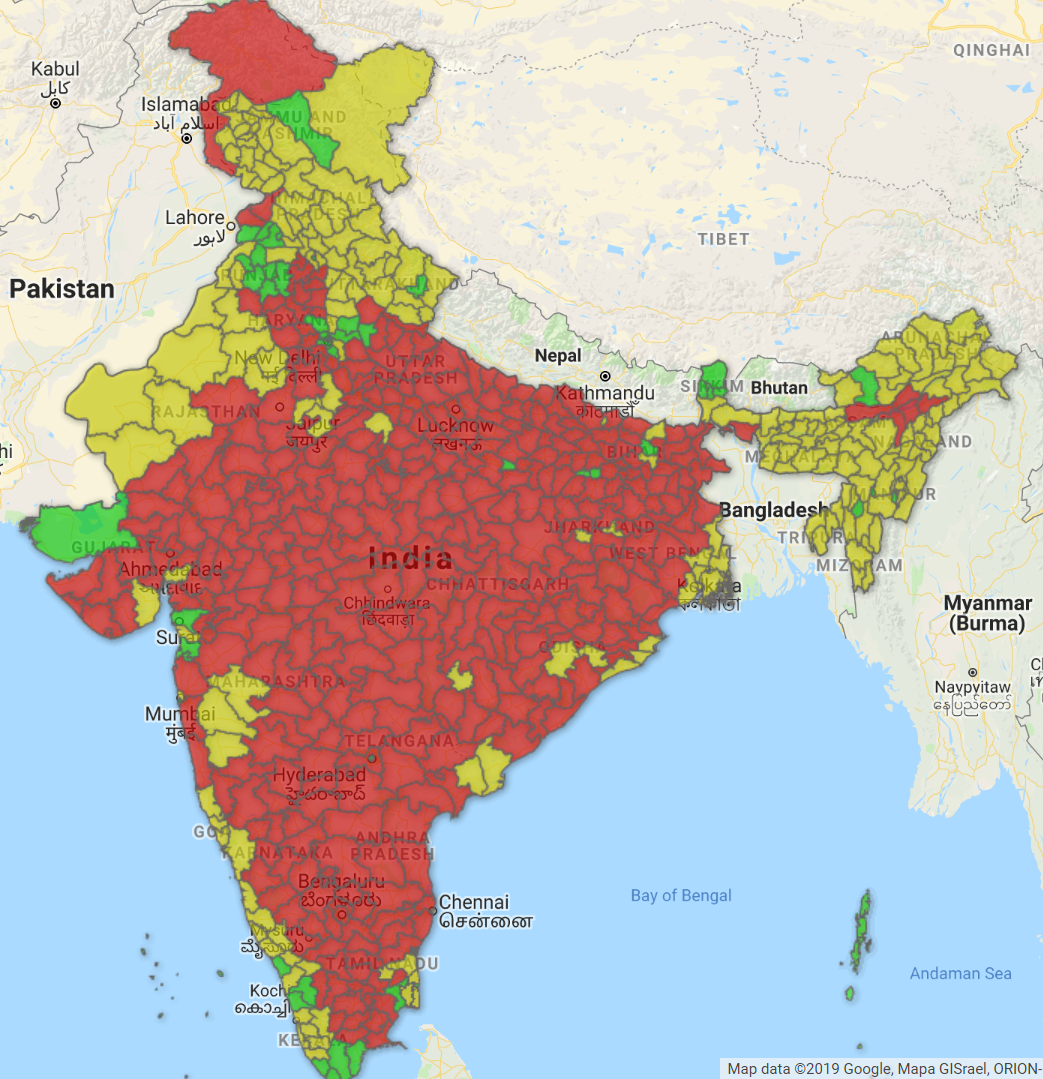 QINGHAI
Kabul
كابل
Islamabad
اسلام آباد
JAMMU AND
KASHMIR
HIMACHAL
PRADESH
Lahore
لاہور
TIBET
PUNJAB
UTTARAKHAND
Pakistan
HARYANA
ARUNACHAL
PRADESH
New Delhi
नई दिल्ली
UTTAR
PRADESH
Nepal
Kathmandu
काठमाडौँ
SIKKIM
Bhutan
RAJASTHAN
Jaipur
जयपुर
Lucknow
लखनऊ
ASSAM
NAGALAND
BIHAR
MEGHALAYA
hi
MANIPUR
Bangladesh
JHARKHAND
TRIPURA
GUJARAT
India
WEST BENGAL
MIZORAM
Ahmedabad
અમદાવાદ
CHHATTISGARH
Kolkata
কলকাতা
Chhindwara
छिंदवाड़ा
Myanmar
(Burma)
Surat
ODISHA
MAHARASHTRA
Naypyitaw
နေပြည်တော်
Mumbai
मुंबई
TELANGANA
Hyderabad
హైదరాబాద్
GOA
KARNATAKA
ANDHRA
PRADESH
Bengaluru
ಬೆಂಗಳೂರು
Bay of Bengal
Chennai
சென்னை
Mysuru
ಮೈಸೂರು
TAMIL NADU
Andaman Sea
Kochi
കൊച്ചി
KERALA
Map data ©2019 Google, Mapa GISrael, ORION-